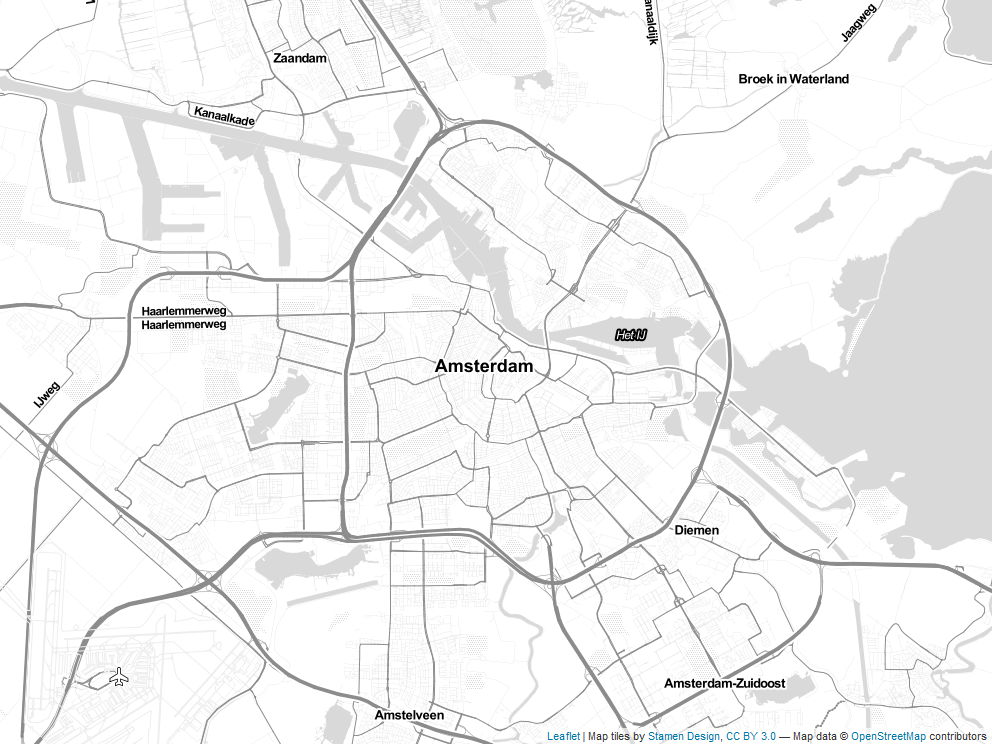 Zaandam
Kanaalkade
Jaagweg
Broek in Waterland
Haarlemmerweg
Haarlemmerweg
Het IJ
Amsterdam
IJweg
Diemen
Amsterdam-Zuidoost
Amstelveen
Leaflet | Map tiles by Stamen Design, CC BY 3.0 — Map data © OpenStreetMap contributors